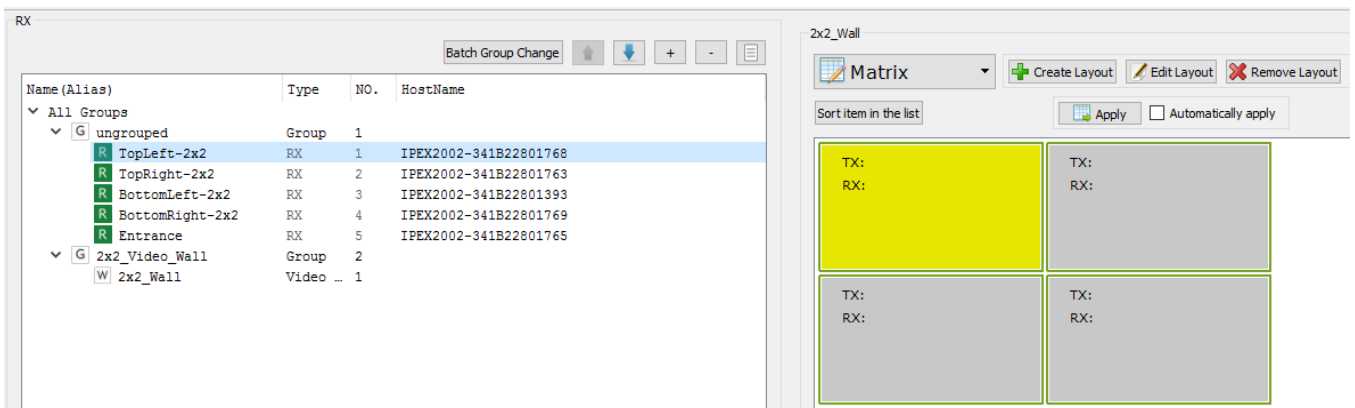 RX
Batch Group Change + -
Name(Alias) Type NO. HostName
All Groups
G ungrouped Group 1
R TopLeft-2x2 RX 1 IPEX2002-341B22801768
R TopRight-2x2 RX 2 IPEX2002-341B22801763
R BottomLeft-2x2 RX 3 IPEX2002-341B22801393
R BottomRight-2x2 RX 4 IPEX2002-341B22801769
R Entrance RX 5 IPEX2002-341B22801765
G 2x2_Video_Wall Group 2
W 2x2_Wall Video … 1
2x2_Wall
Matrix Create Layout Edit Layout Remove Layout
Sort item in the list Apply Automatically apply
TX: TX:
RX: RX:
TX: TX:
RX: RX: